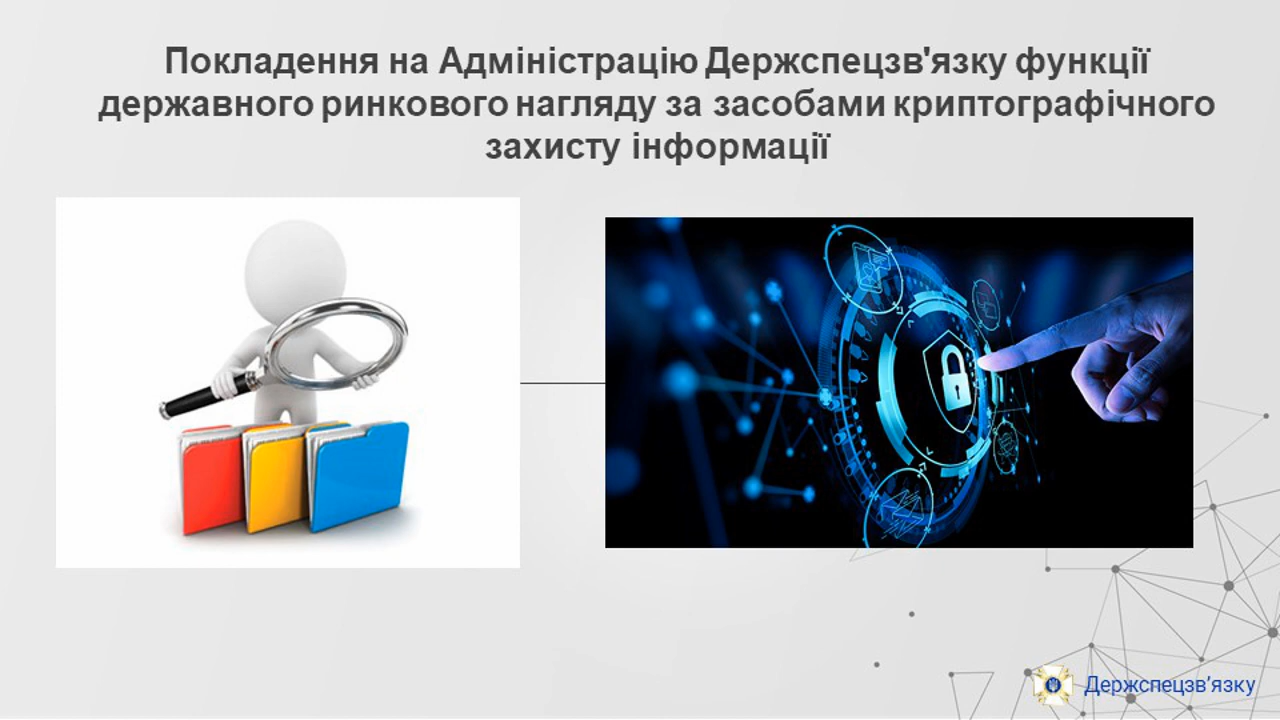 Покладення на Адміністрацію Держспецзв'язку функції
державного ринкового нагляду за засобами криптографічного
захисту інформації
Держспецзв’язку